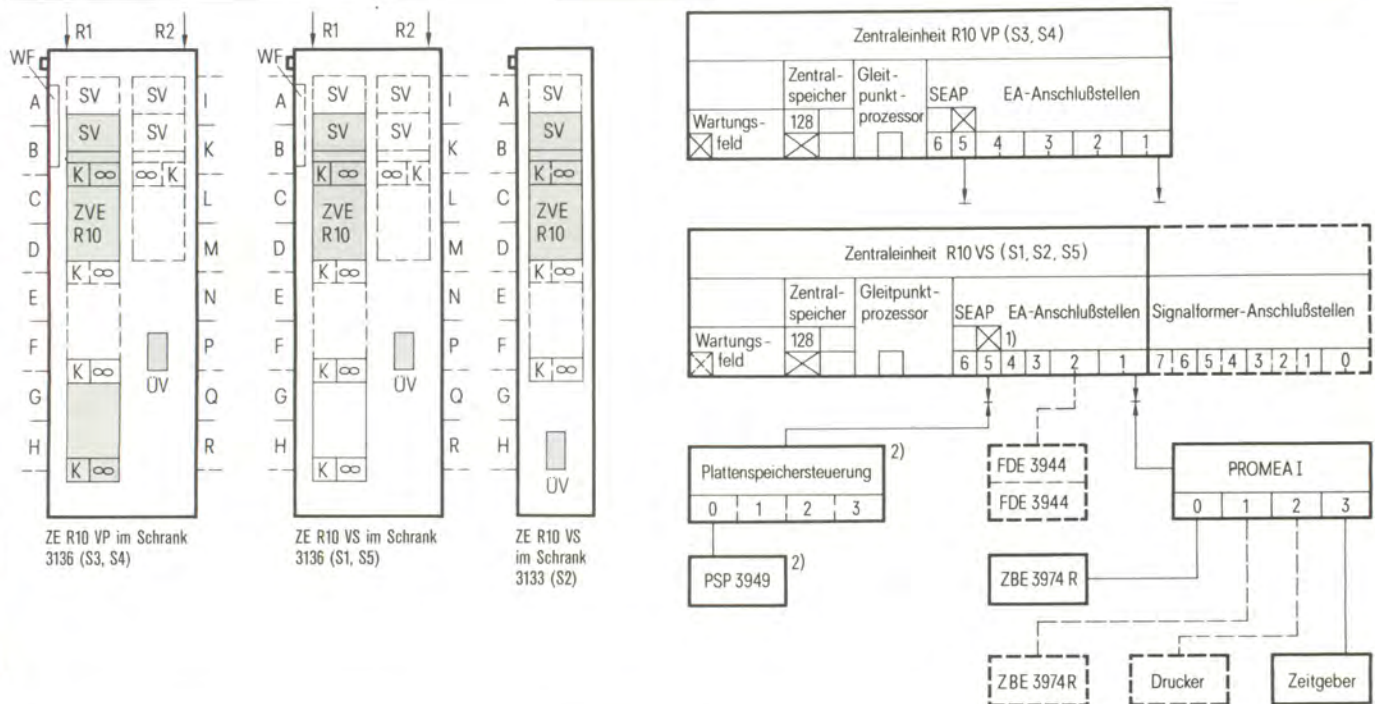 R1 R2
WF
A SV SV I
B SV K
K ∞ ∞ K
C ZVE L
D R10 M
K ∞
E N
F P
K ∞ ÜV
G Q
H R
K ∞
ZE R10 VP im Schrank
3136 (S3, S4)
R1 R2
WF
A SV SV I
B SV SV K
K ∞ ∞ K
C ZVE L
D R10 M
K ∞
E N
F P
K ∞ ÜV
G Q
H R
K ∞
ZE R10 VS im Schrank
3136 (S1, S5)
A SV
B SV
K ∞
C ZVE
D R10
K ∞
E
F
K ∞
G
H
ÜV
ZE R10 VS
im Schrank
3133 (S2)
Zentraleinheit R10 VP (S3, S4)
Zentral-
speicher
Gleit-
punkt-
prozessor
SEAP EA-Anschlußstellen
Wartungs-
feld
128
6 5 4 3 2 1
Zentraleinheit R10 VS (S1, S2, S5)
Zentral-
speicher
Gleitpunkt-
prozessor
SEAP EA-Anschlußstellen Signalformer-Anschlußstellen
1)
Wartungs-
feld
128
6 5 4 3 2 1 7 6 5 4 3 2 1 0
Plattenspeichersteuerung 2)
0 1 2 3
FDE 3944
FDE 3944
PROMEA I
0 1 2 3
PSP 3949 2)
ZBE 3974 R
ZBE 3974 R
Drucker
Zeitgeber